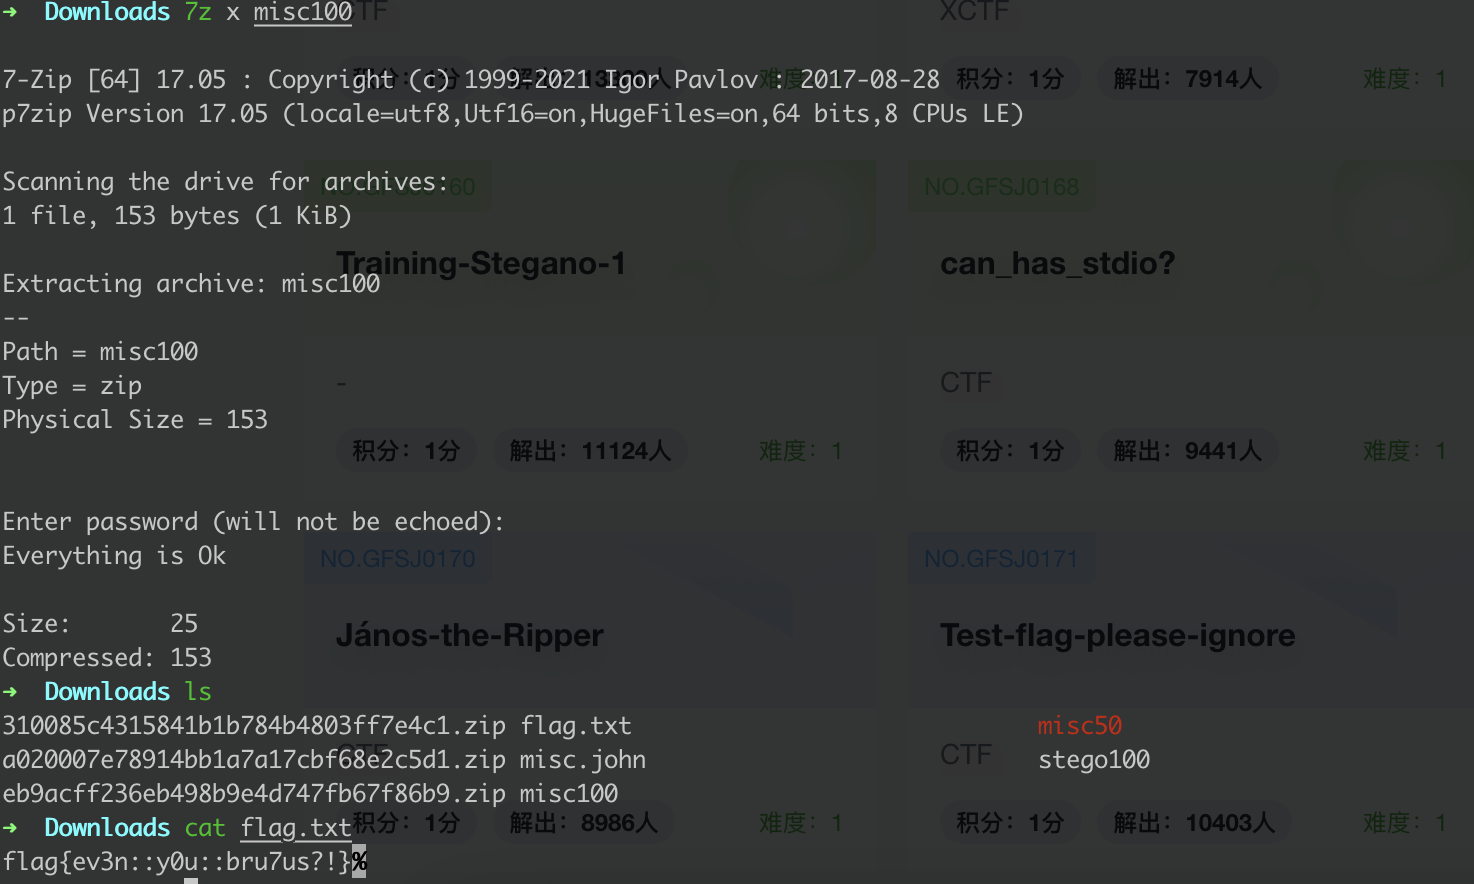 ➜ Downloads 7z x misc100
CTF
XCTF
7-Zip [64] 17.05 : Copyright (c) 1999-2021 Igor Pavlov : 2017-08-28
积分：1分
难度：
积分：1分 解出：7914人 难度：1
p7zip Version 17.05 (locale=utf8,Utf16=on,HugeFiles=on,64 bits,8 CPUs LE)
Scanning the drive for archives:
NO.GFSJ0168
1 file, 153 bytes (1 KiB)
Training-Stegano-1
can_has_stdio?
Extracting archive: misc100
--
Path = misc100
Type = zip
-
CTF
Physical Size = 153
积分：1分 解出：11124人 难度：1
积分：1分 解出：9441人 难度：1
Enter password (will not be echoed):
Everything is Ok
NO.GFSJ0170
NO.GFSJ0171
Size: 25
János-the-Ripper
Test-flag-please-ignore
Compressed: 153
➜ Downloads ls
310085c4315841b1b784b4803ff7e4c1.zip flag.txt misc50
a020007e78914bb1a7a17cbf68e2c5d1.zip misc.john stego100
CTF
CTF
eb9acff236eb498b9e4d747fb67f86b9.zip misc100
➜ Downloads cat flag.txt
积分：1分 解出：8986人 难度：1
积分：1分 解出：10403人 难度：1
flag{ev3n::y0u::bru7us?!}%